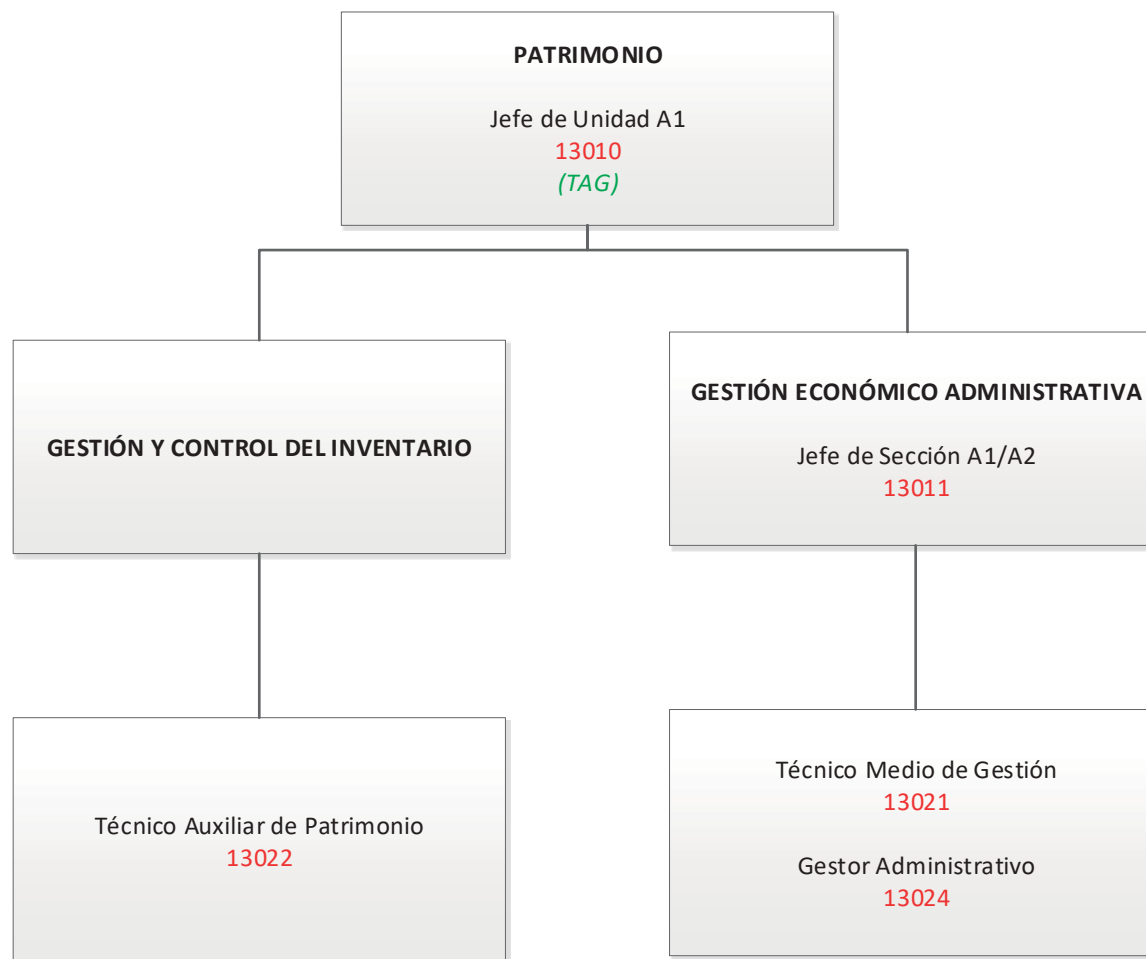 PATRIMONIO
Jefe de Unidad A1
13010
(TAG)
GESTIÓN Y CONTROL DEL INVENTARIO
GESTIÓN ECONÓMICO ADMINISTRATIVA
Jefe de Sección A1/A2
13011
Técnico Auxiliar de Patrimonio
13022
Técnico Medio de Gestión
13021
Gestor Administrativo
13024